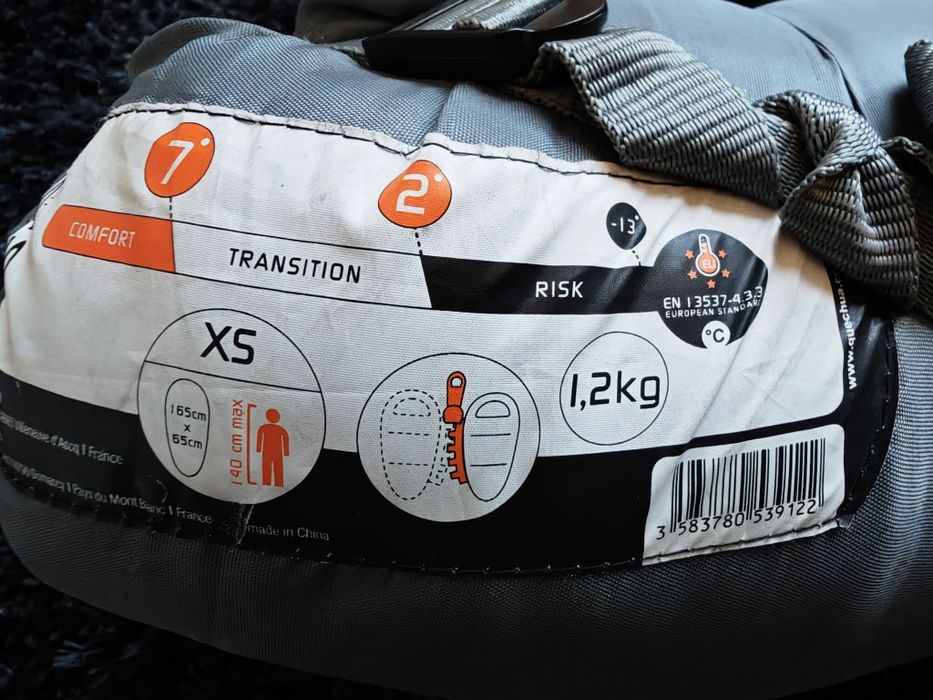 7°
2°
-13°
COMFORT
TRANSITION
RISK
EU
EN 13537-4.3.3
EUROPEAN STANDARD
°C
XS
165cm
x
65cm
140 cm max
1,2kg
www.quechua.
Villeneuve d'Ascq | France
Pays du Mont Blanc | France
made in China
3 583780 539122